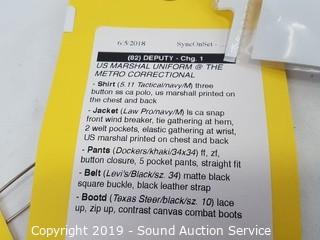 6/5/2018 SyncOnSet -
(82) DEPUTY - Chg. 1
US MARSHAL UNIFORM @ THE
METRO CORRECTIONAL
- Shirt (5.11 Tactical/navy/M) three
button ss ca polo, us marshall printed on
the chest and back
- Jacket (Law Pro/navy/M) ls ca snap
front wind breaker, tie gathering at hem,
2 welt pockets, elastic gathering at wrist,
US marshal printed on chest and back
- Pants (Dockers/khaki/34x34) ff, zf,
button closure, 5 pocket pants, straight fit
- Belt (Levi's/Black/sz. 34) matte black
square buckle, black leather strap
- Bootd (Texas Steer/black/sz. 10) lace
up, zip up, contrast canvas combat boots
Copyright 2019 - Sound Auction Service